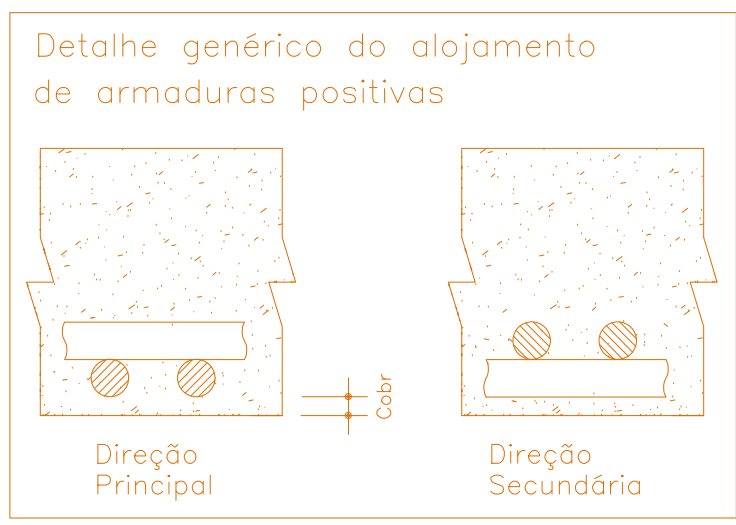 Detalhe genérico do alojamento
de armaduras positivas
Cobr
Direção
Principal
Direção
Secundária